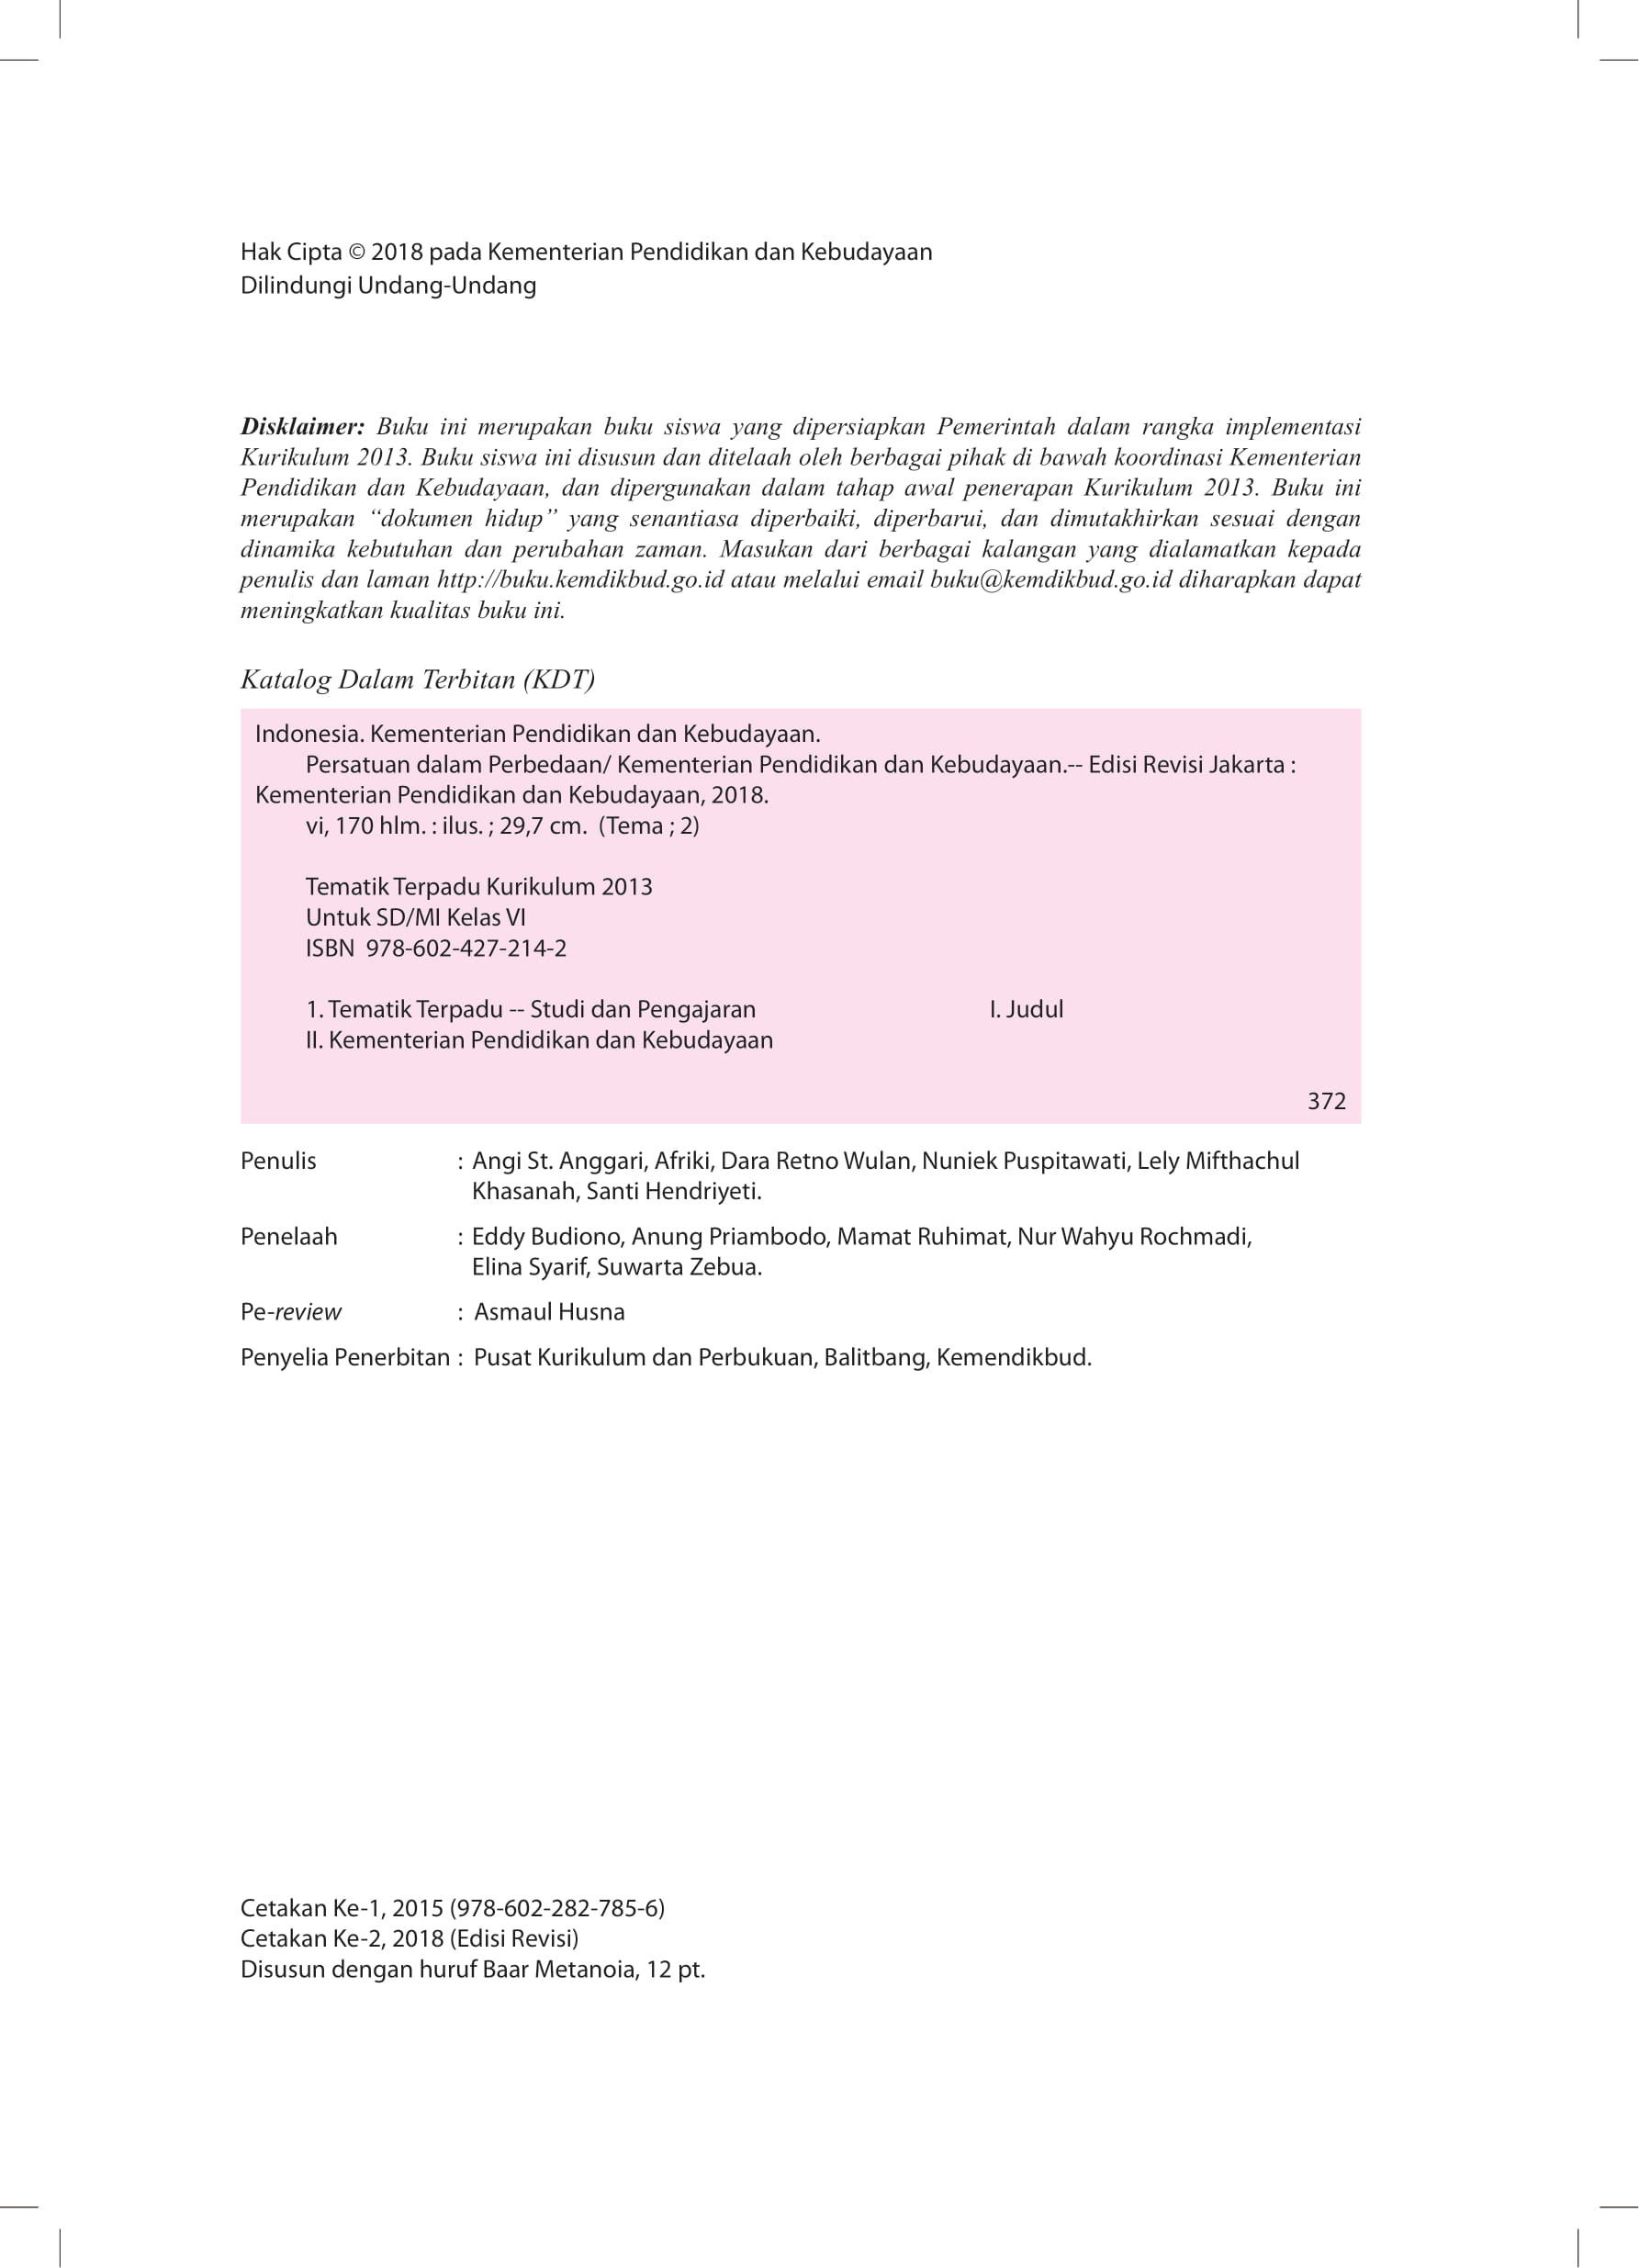 Hak Cipta © 2018 pada Kementerian Pendidikan dan Kebudayaan
Dilindungi Undang-Undang
Disklaimer: Buku ini merupakan buku siswa yang dipersiapkan Pemerintah dalam rangka implementasi
Kurikulum 2013. Buku siswa ini disusun dan ditelaah oleh berbagai pihak di bawah koordinasi Kementerian
Pendidikan dan Kebudayaan, dan dipergunakan dalam tahap awal penerapan Kurikulum 2013. Buku ini
merupakan “dokumen hidup” yang senantiasa diperbaiki, diperbarui, dan dimutakhirkan sesuai dengan
dinamika kebutuhan dan perubahan zaman. Masukan dari berbagai kalangan yang dialamatkan kepada
penulis dan laman http://buku.kemdikbud.go.id atau melalui email buku@kemdikbud.go.id diharapkan dapat
meningkatkan kualitas buku ini.
Katalog Dalam Terbitan (KDT)
Indonesia. Kementerian Pendidikan dan Kebudayaan.
Persatuan dalam Perbedaan/ Kementerian Pendidikan dan Kebudayaan.-- Edisi Revisi Jakarta :
Kementerian Pendidikan dan Kebudayaan, 2018.
vi, 170 hlm. : ilus. ; 29,7 cm. (Tema ; 2)
Tematik Terpadu Kurikulum 2013
Untuk SD/MI Kelas VI
ISBN 978-602-427-214-2
1. Tematik Terpadu -- Studi dan Pengajaran I. Judul
II. Kementerian Pendidikan dan Kebudayaan
372
Penulis : Angi St. Anggari, Afriki, Dara Retno Wulan, Nuniek Puspitawati, Lely Mifthachul
Khasanah, Santi Hendriyeti.
Penelaah : Eddy Budiono, Anung Priambodo, Mamat Ruhimat, Nur Wahyu Rochmadi,
Elina Syarif, Suwarta Zebua.
Pe-review : Asmaul Husna
Penyelia Penerbitan : Pusat Kurikulum dan Perbukuan, Balitbang, Kemendikbud.
Cetakan Ke-1, 2015 (978-602-282-785-6)
Cetakan Ke-2, 2018 (Edisi Revisi)
Disusun dengan huruf Baar Metanoia, 12 pt.